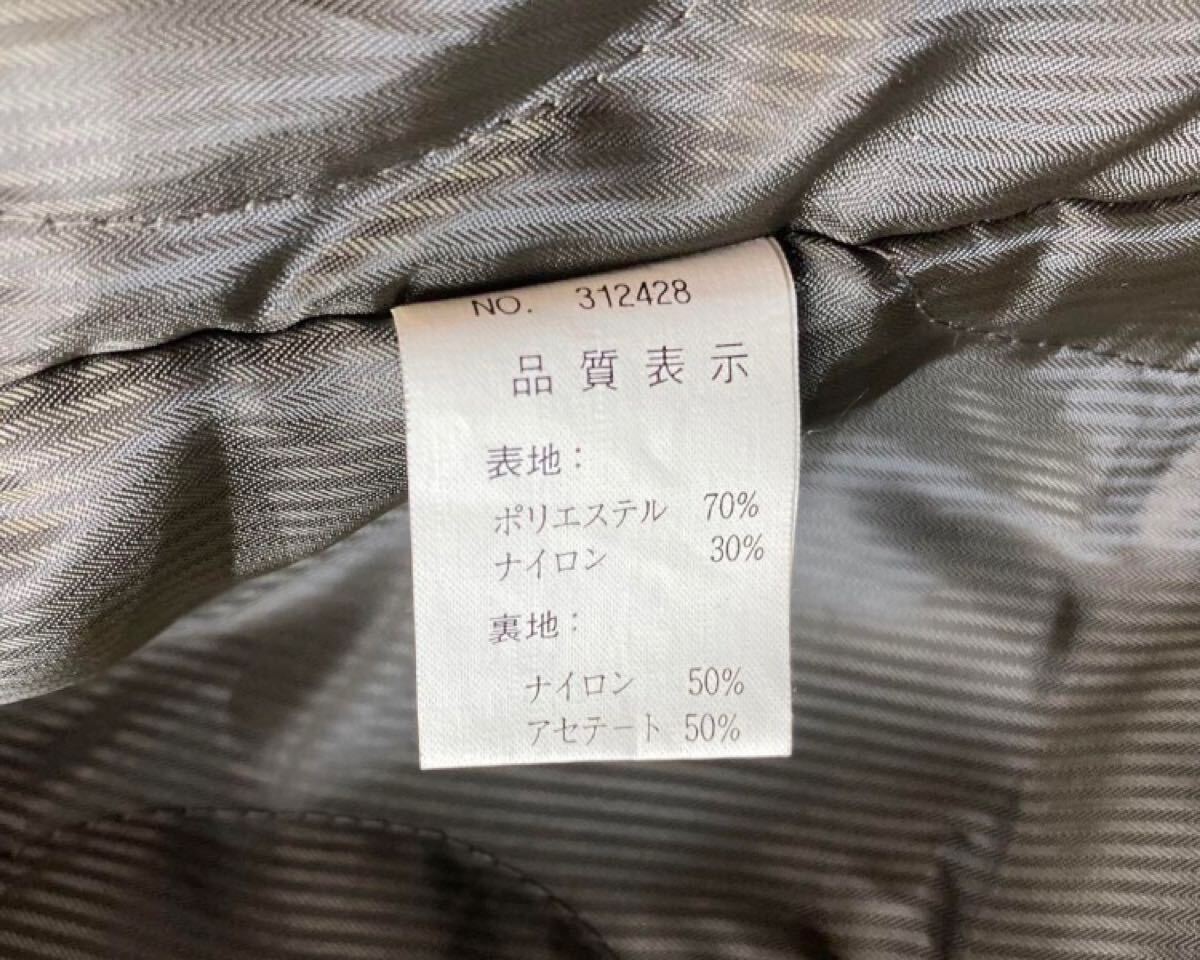 NO. 312428
品質表示
表地:
ポリエステル 70%
ナイロン 30%
裏地:
ナイロン 50%
アセテート 50%